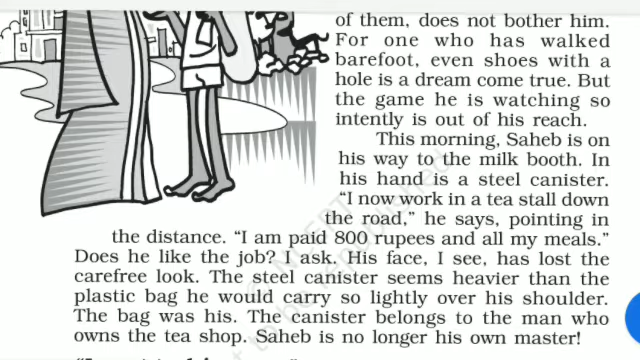 of them, does not bother him.
For one who has walked
barefoot, even shoes with a
hole is a dream come true. But
the game he is watching so
intently is out of his reach.
This morning, Saheb is on
his way to the milk booth. In
his hand is a steel canister.
“I now work in a tea stall down
the road,” he says, pointing in
the distance. “I am paid 800 rupees and all my meals.”
Does he like the job? I ask. His face, I see, has lost the
carefree look. The steel canister seems heavier than the
plastic bag he would carry so lightly over his shoulder.
The bag was his. The canister belongs to the man who
owns the tea shop. Saheb is no longer his own master!